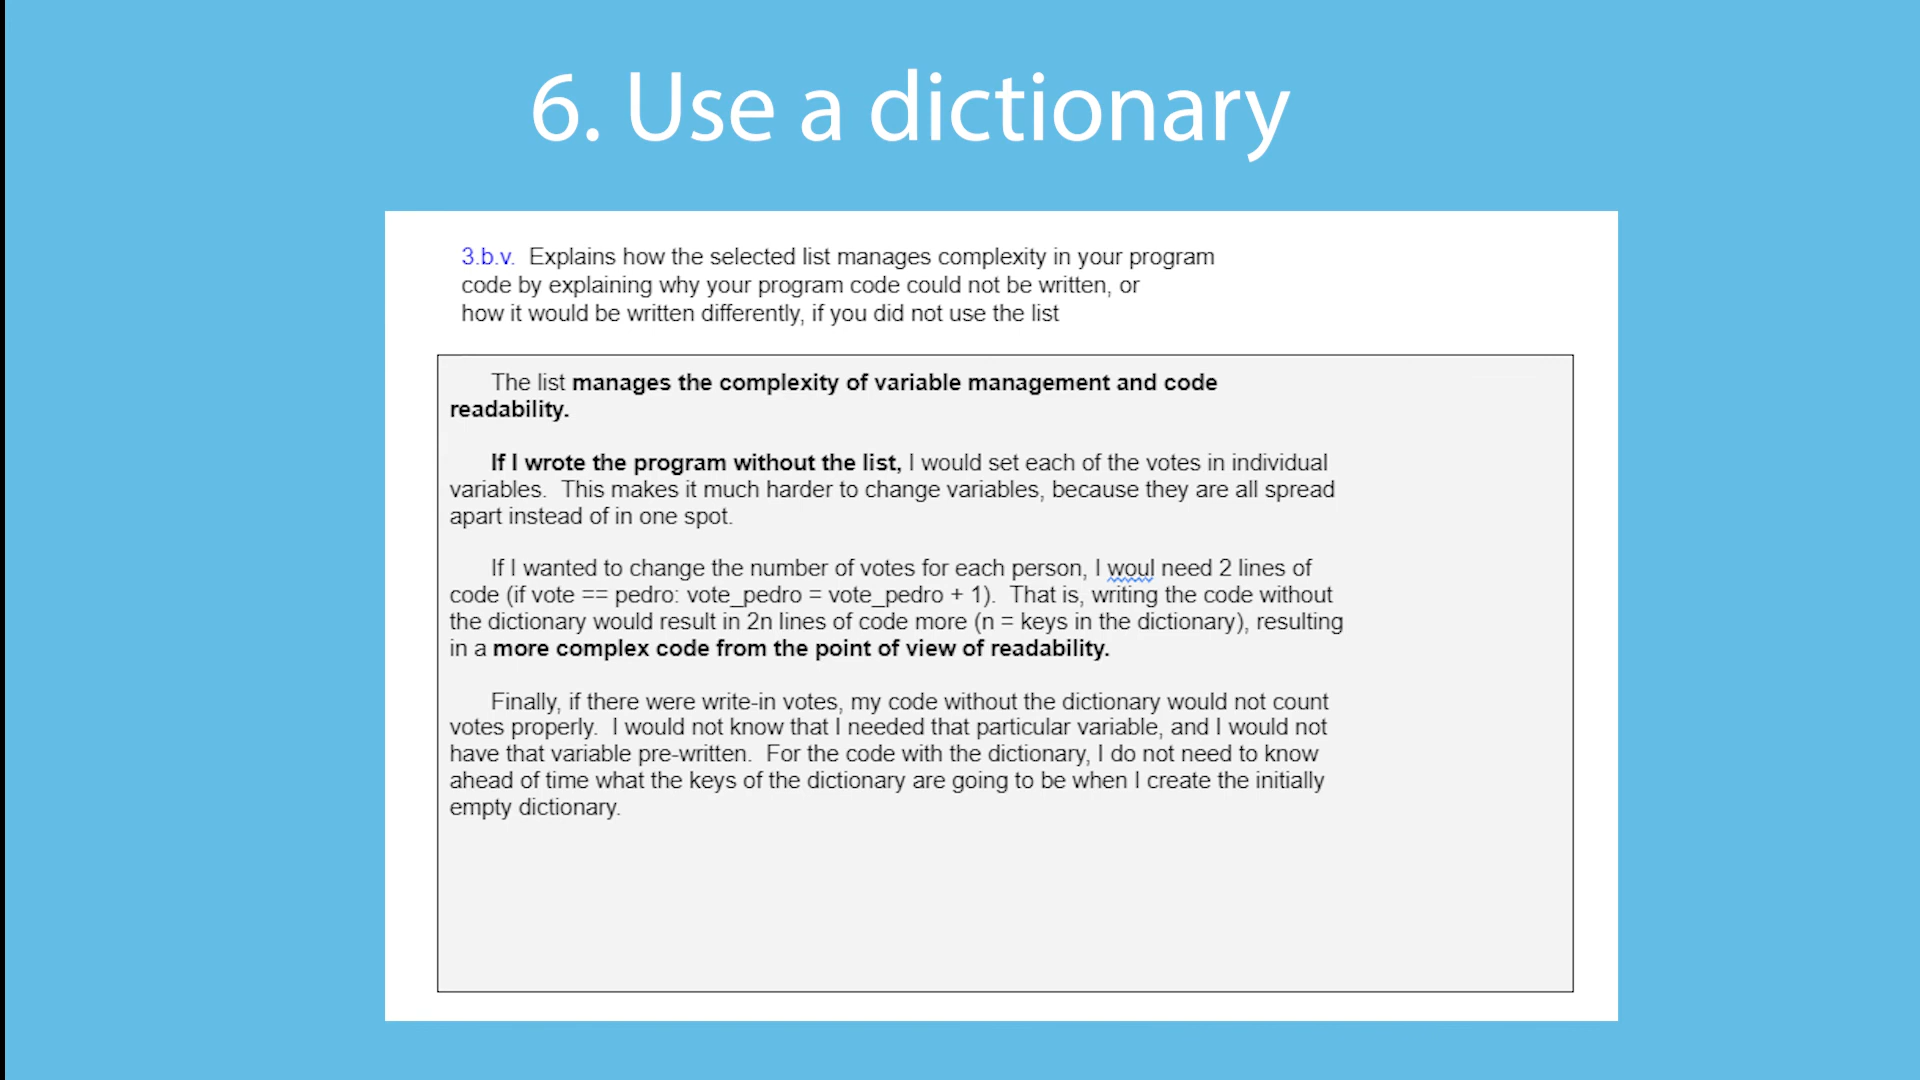 6. Use a dictionary
3.b.v. Explains how the selected list manages complexity in your program
code by explaining why your program code could not be written, or
how it would be written differently, if you did not use the list
The list manages the complexity of variable management and code
readability.
If I wrote the program without the list, I would set each of the votes in individual
variables. This makes it much harder to change variables, because they are all spread
apart instead of in one spot.
If I wanted to change the number of votes for each person, I woul need 2 lines of
code (if vote == pedro: vote_pedro = vote_pedro + 1). That is, writing the code without
the dictionary would result in 2n lines of code more (n = keys in the dictionary), resulting
in a more complex code from the point of view of readability.
Finally, if there were write-in votes, my code without the dictionary would not count
votes properly. I would not know that I needed that particular variable, and I would not
have that variable pre-written. For the code with the dictionary, I do not need to know
ahead of time what the keys of the dictionary are going to be when I create the initially
empty dictionary.